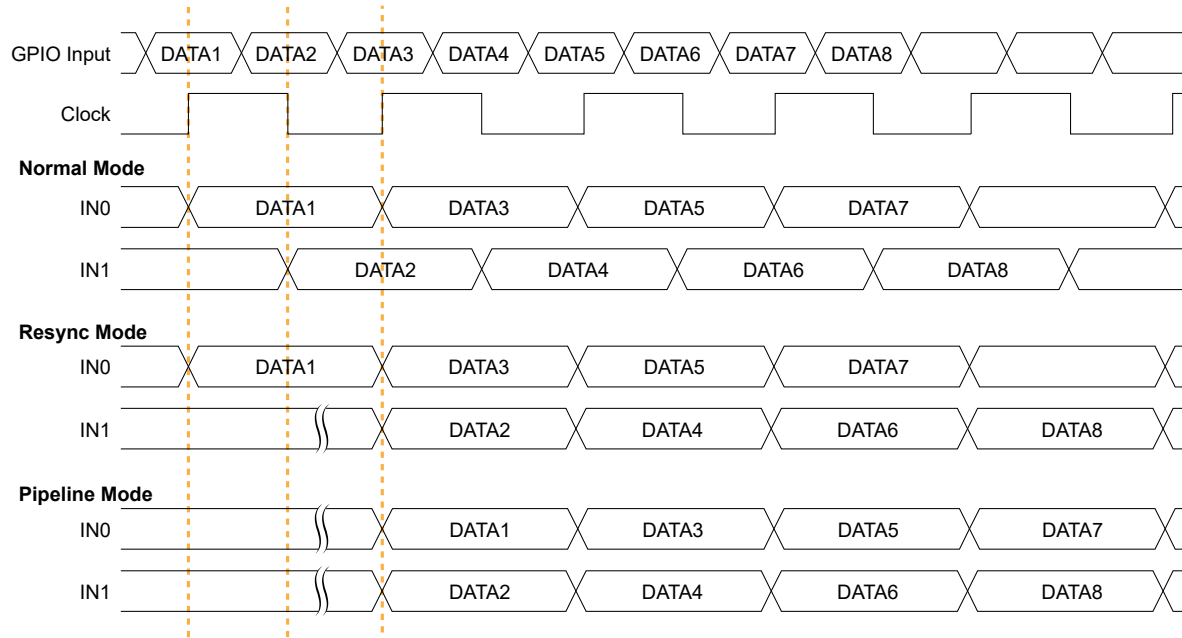 GPIO Input DATA1 DATA2 DATA3 DATA4 DATA5 DATA6 DATA7 DATA8
Clock
Normal Mode
IN0 DATA1 DATA3 DATA5 DATA7
IN1 DATA2 DATA4 DATA6 DATA8
Resync Mode
IN0 DATA1 DATA3 DATA5 DATA7
IN1 DATA2 DATA4 DATA6 DATA8
Pipeline Mode
IN0 DATA1 DATA3 DATA5 DATA7
IN1 DATA2 DATA4 DATA6 DATA8